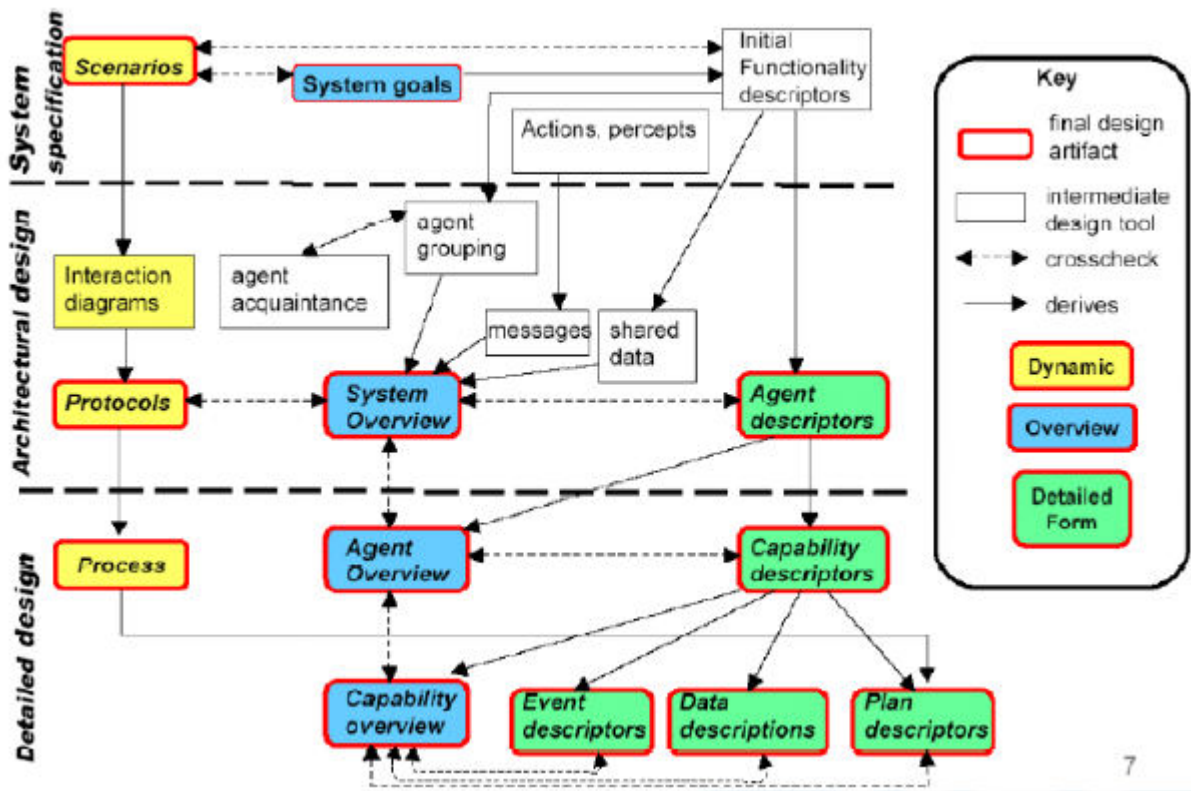 System
specification
Scenarios
System goals
Initial
Functionality
descriptors
Actions, percepts
Architectural design
agent
grouping
Interaction
diagrams
agent
acquaintance
messages
shared
data
Protocols
System
Overview
Agent
descriptors
Detailed design
Process
Agent
Overview
Capability
descriptors
Capability
overview
Event
descriptors
Data
descriptions
Plan
descriptors
Key
final design
artifact
intermediate
design tool
crosscheck
derives
Dynamic
Overview
Detailed
Form
7